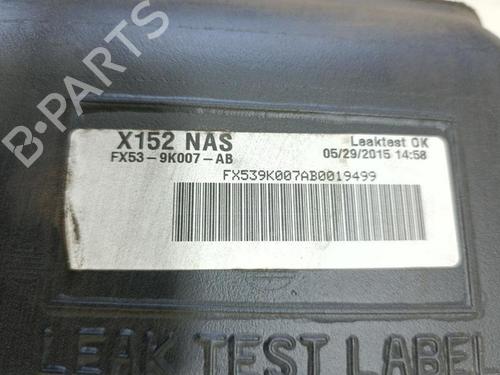 X152 NAS
Leaktest OK
FX53-9K007-AB
05/29/2015 14:58
FX539K007AB0019499
B-PARTS
LEAK TEST LABEL